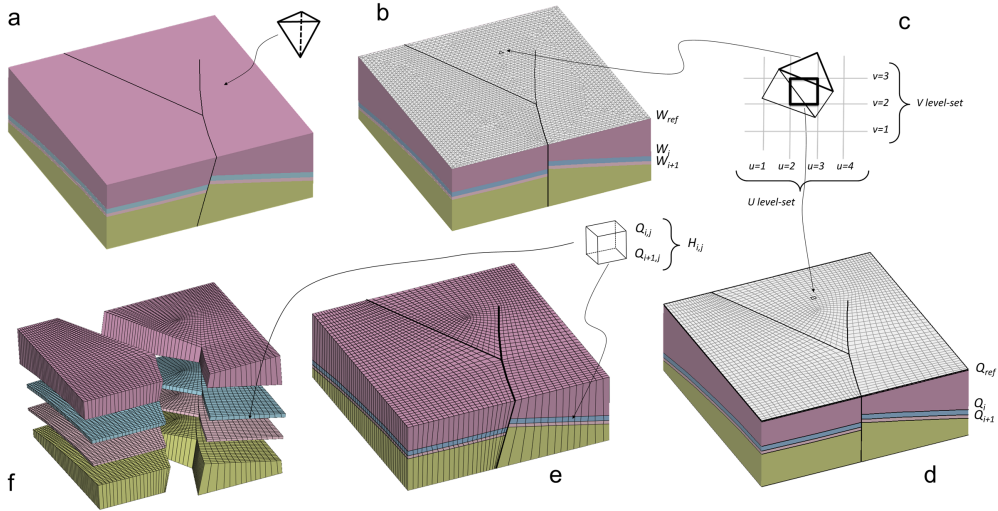 a
b
W_ref
W_i
W_i+1
c
v=3
v=2
v=1
V level-set
u=1 u=2 u=3 u=4
U level-set
Q_i,j
Q_i+1,j
H_i,j
f
e
Q_ref
Q_i
Q_i+1
d